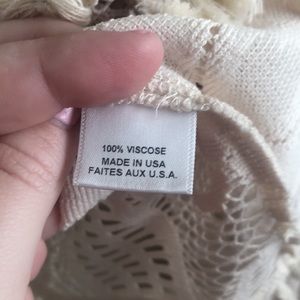 100% VISCOSE
MADE IN USA
FAITES AUX U.S.A.